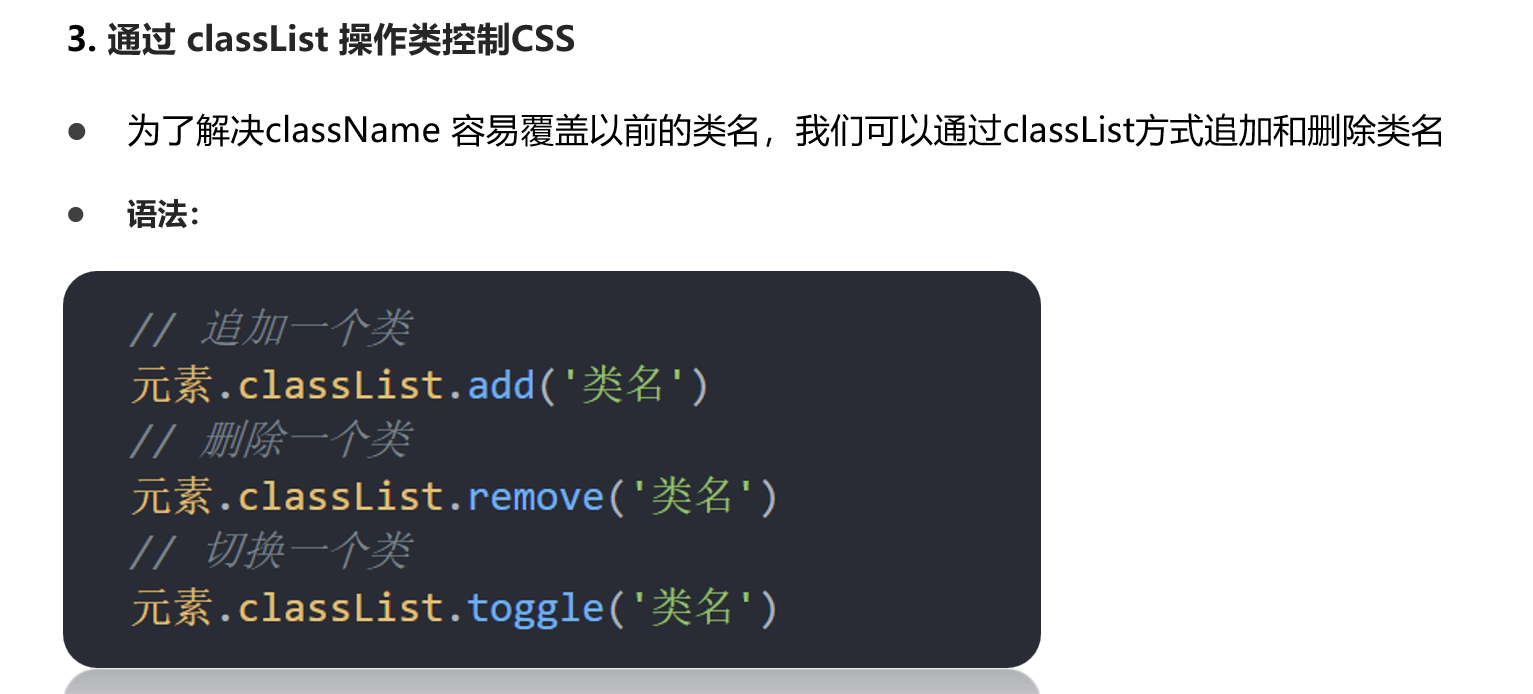 3. 通过 classList 操作类控制CSS
● 为了解决className 容易覆盖以前的类名，我们可以通过classList方式追加和删除类名
● 语法：
// 追加一个类
元素.classList.add('类名')
// 删除一个类
元素.classList.remove('类名')
// 切换一个类
元素.classList.toggle('类名')